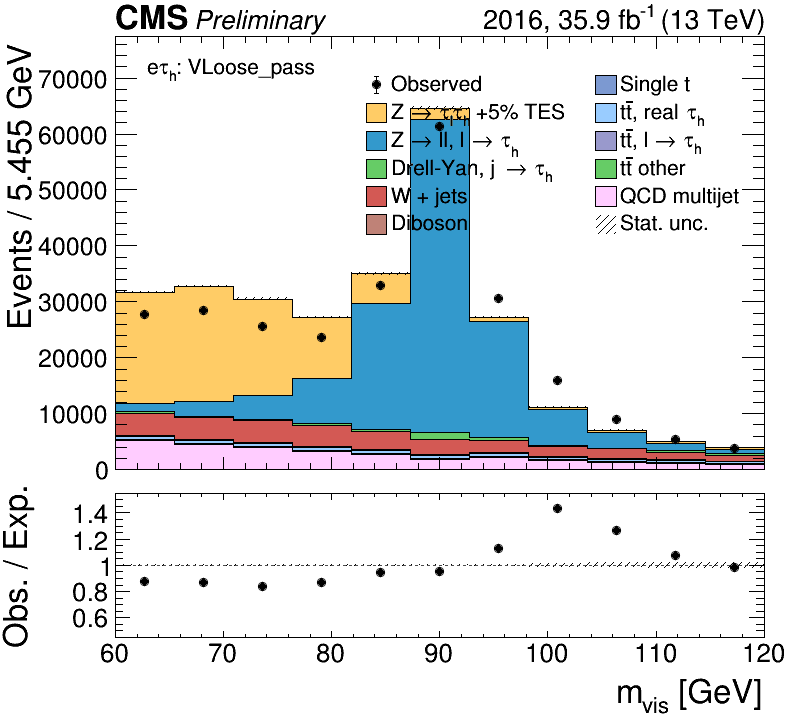 CMS Preliminary 2016, 35.9 fb⁻¹ (13 TeV)
eτh: VLoose_pass
Observed
Z → τlτh +5% TES
Z → ll, l → τh
Drell-Yan, j → τh
W + jets
Diboson
Single t
tt̄, real τh
tt̄, l → τh
tt̄ other
QCD multijet
Stat. unc.
Events / 5.455 GeV
70000
60000
50000
40000
30000
20000
10000
0
Obs. / Exp.
1.4
1.2
1
0.8
0.6
60 70 80 90 100 110 120
mvis [GeV]